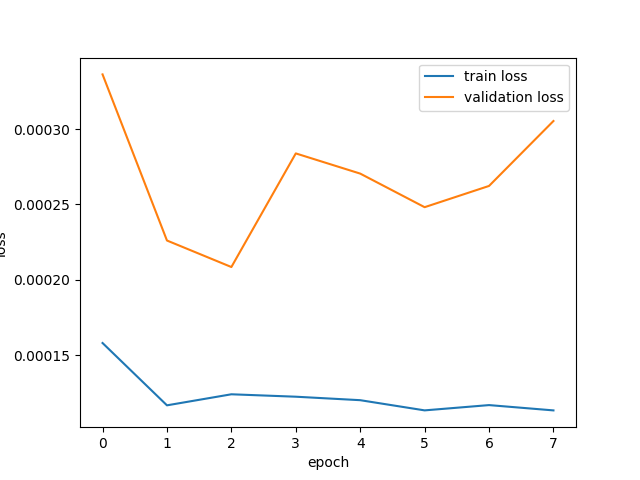 train loss
validation loss
0.00030
0.00025
0.00020
0.00015
loss
0 1 2 3 4 5 6 7
epoch